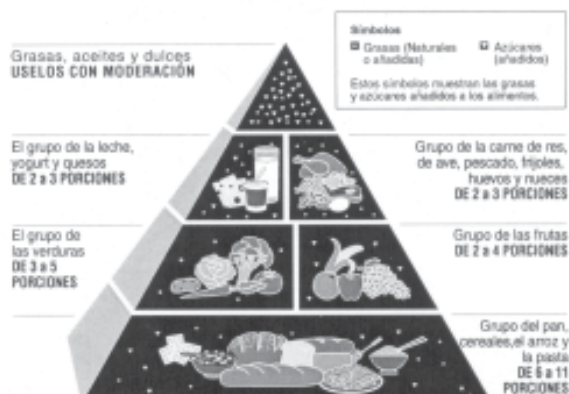 Grasas, aceites y dulces
USELOS CON MODERACIÓN
Símbolos
Grasas (Naturales
o añadidas)
Azúcares
(añadidos)
Estos símbolos muestran las grasas
y azúcares añadidos a los alimentos.
El grupo de la leche,
yogurt y quesos
DE 2 a 3 PORCIONES
Grupo de la carne de res,
de ave, pescado, frijoles,
huevos y nueces
DE 2 a 3 PORCIONES
El grupo de
las verduras
DE 3 a 5
PORCIONES
Grupo de las frutas
DE 2 a 4 PORCIONES
Grupo del pan,
cereales,el arroz y
la pasta
DE 6 a 11
PORCIONES